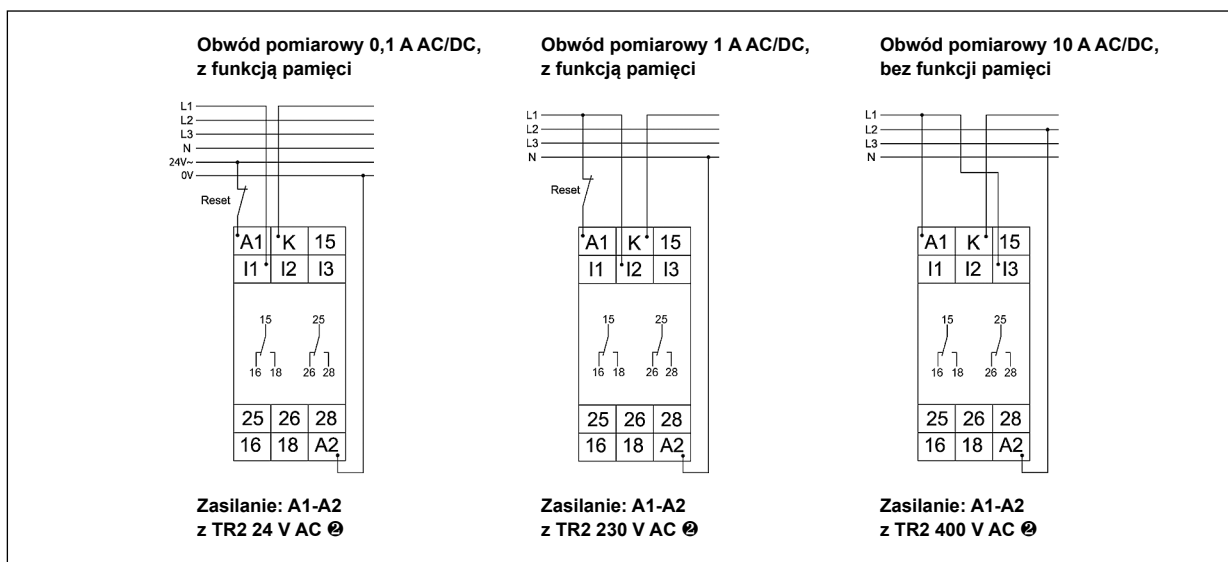 Obwód pomiarowy 0,1 A AC/DC,
z funkcją pamięci
L1
L2
L3
N
24V~
0V
Reset
A1 K 15
I1 I2 I3
15 25
16 18 26 28
25 26 28
16 18 A2
Zasilanie: A1-A2
z TR2 24 V AC ❷
Obwód pomiarowy 1 A AC/DC,
z funkcją pamięci
L1
L2
L3
N
Reset
A1 K 15
I1 I2 I3
15 25
16 18 26 28
25 26 28
16 18 A2
Zasilanie: A1-A2
z TR2 230 V AC ❷
Obwód pomiarowy 10 A AC/DC,
bez funkcji pamięci
L1
L2
L3
N
A1 K 15
I1 I2 I3
15 25
16 18 26 28
25 26 28
16 18 A2
Zasilanie: A1-A2
z TR2 400 V AC ❷